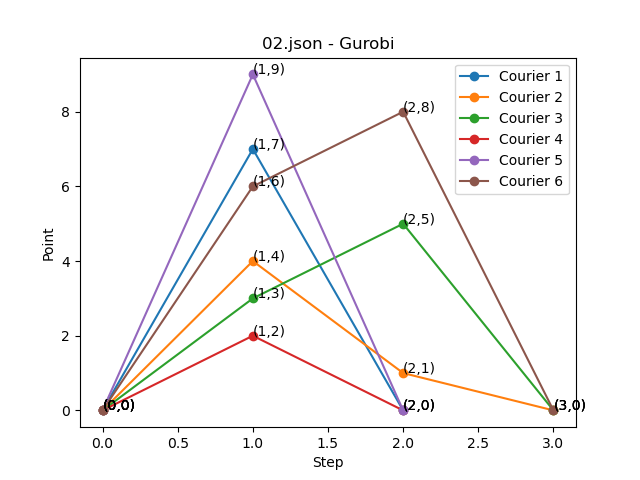 02.json - Gurobi
Point
8
6
4
2
0
(1,9)
(1,7)
(1,6)
(1,4)
(1,3)
(1,2)
(2,8)
(2,5)
(2,1)
(0,0)
(2,0)
(3,0)
Courier 1
Courier 2
Courier 3
Courier 4
Courier 5
Courier 6
0.0 0.5 1.0 1.5 2.0 2.5 3.0
Step